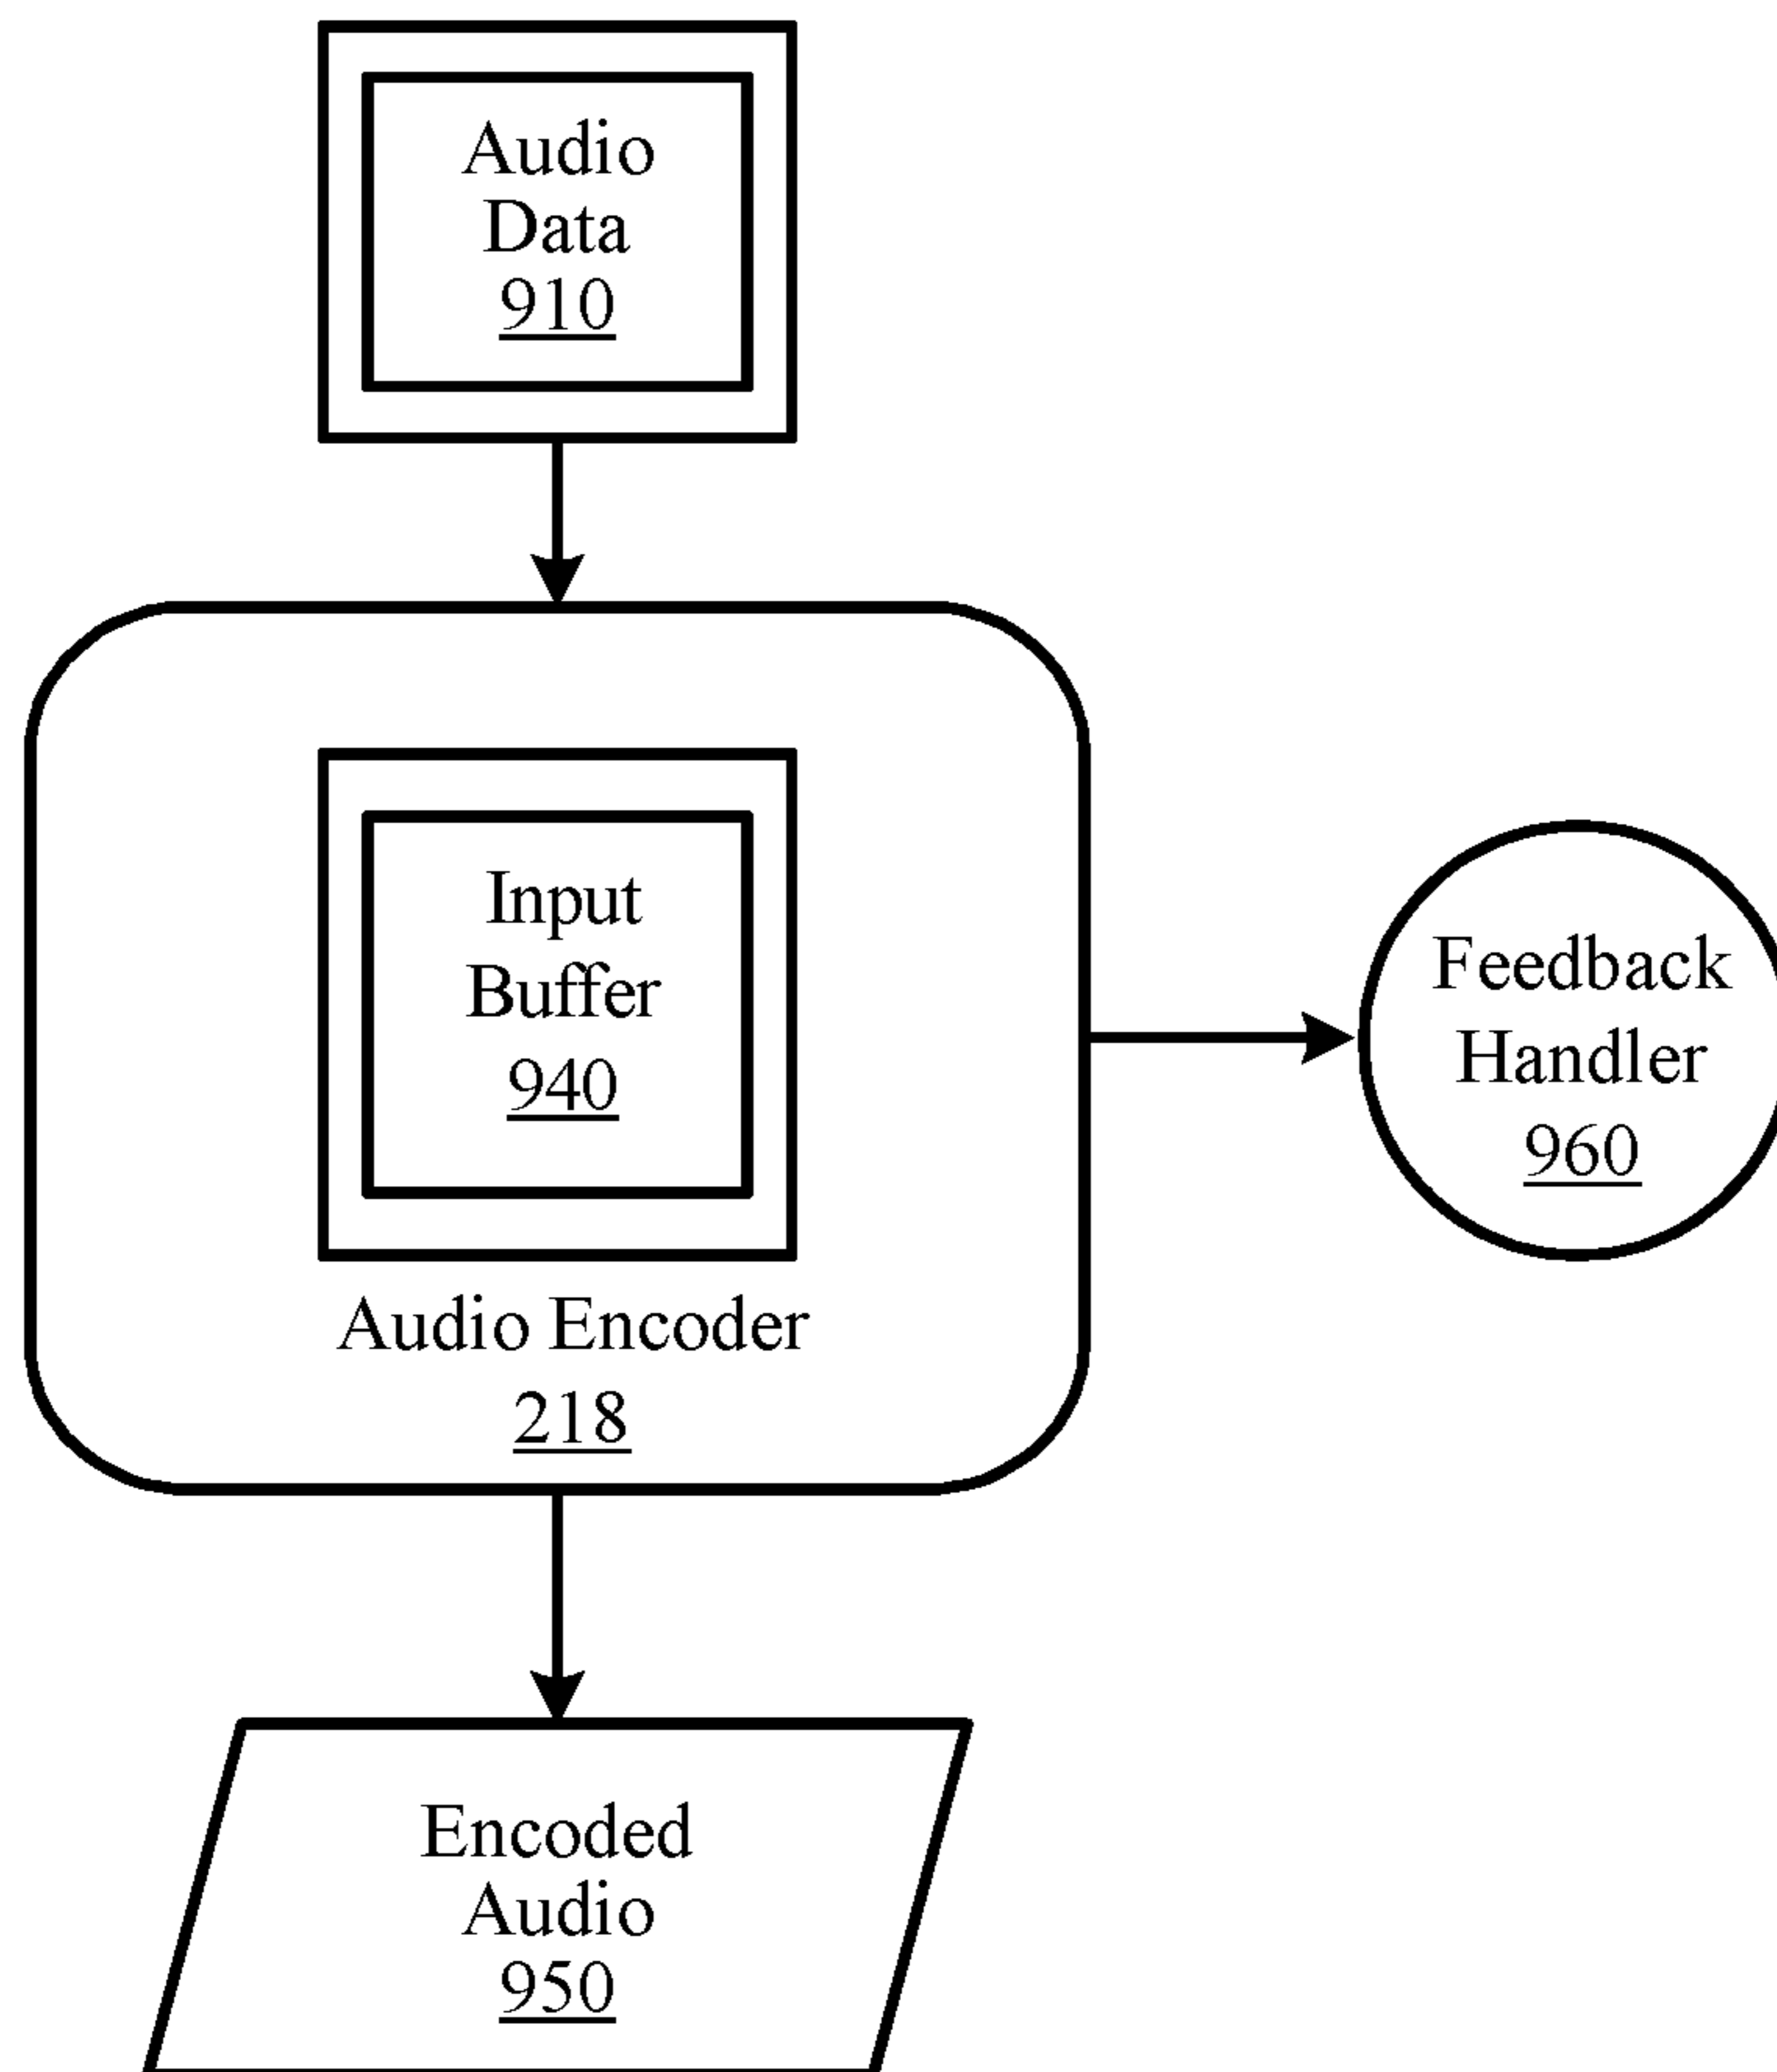 Audio
Data
910
Input
Buffer
940
Audio Encoder
218
Feedback
Handler
960
Encoded
Audio
950